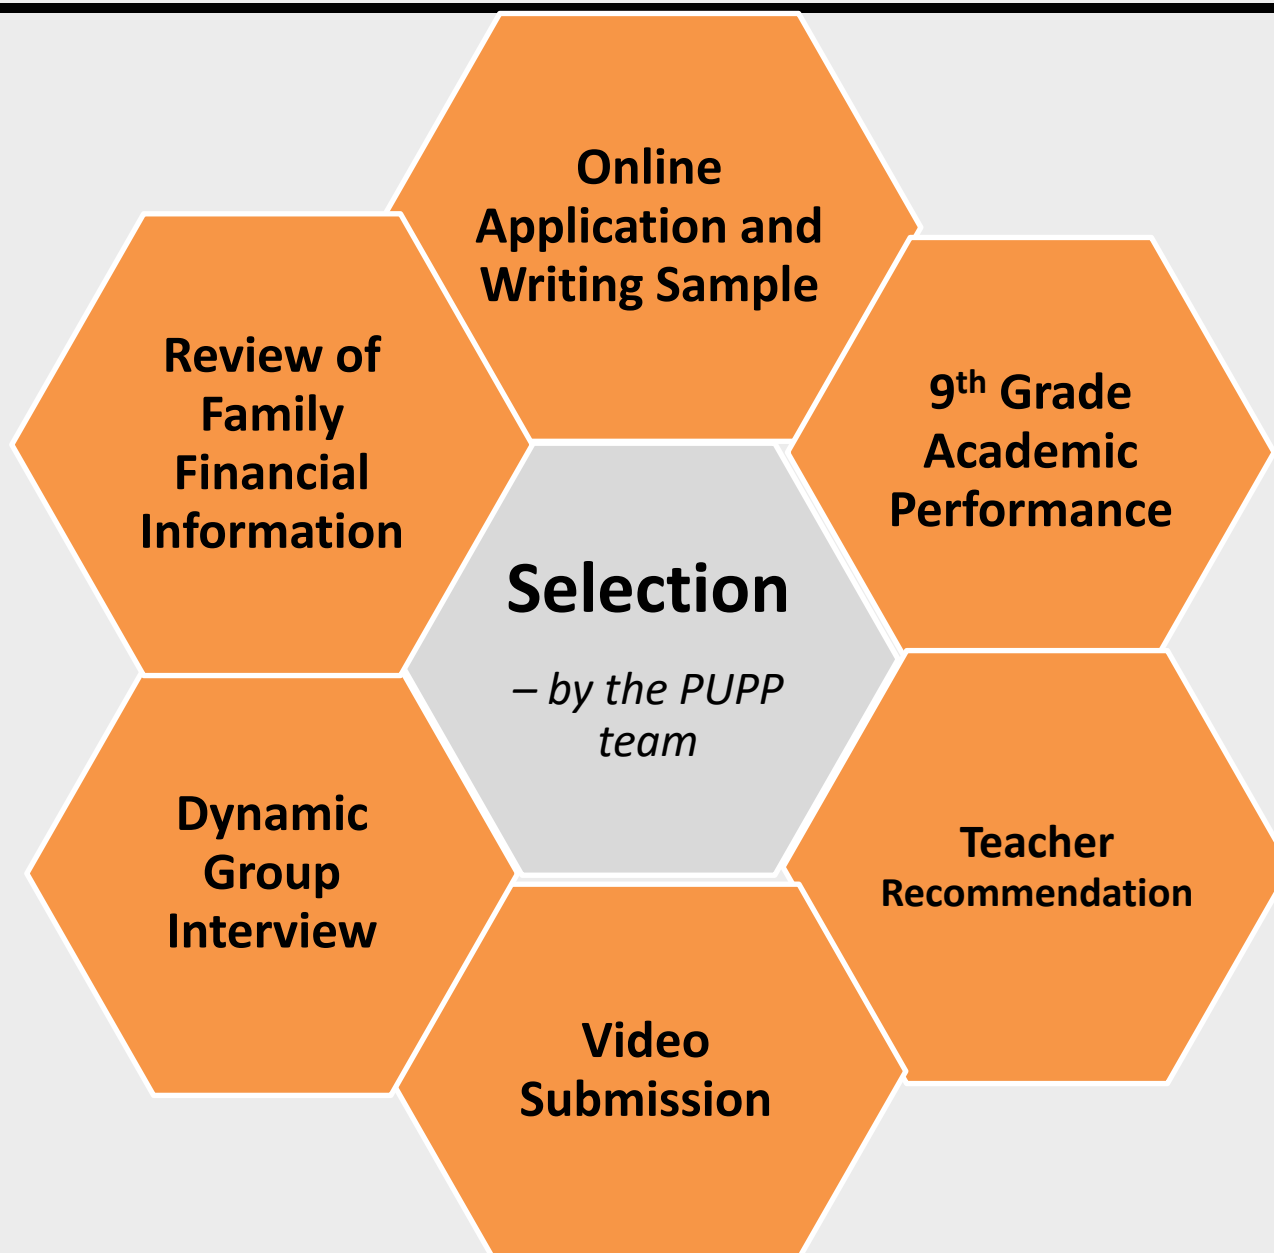 Online
Application and
Writing Sample
9th Grade
Academic
Performance
Teacher
Recommendation
Video
Submission
Dynamic
Group
Interview
Review of
Family
Financial
Information
Selection
– by the PUPP
team